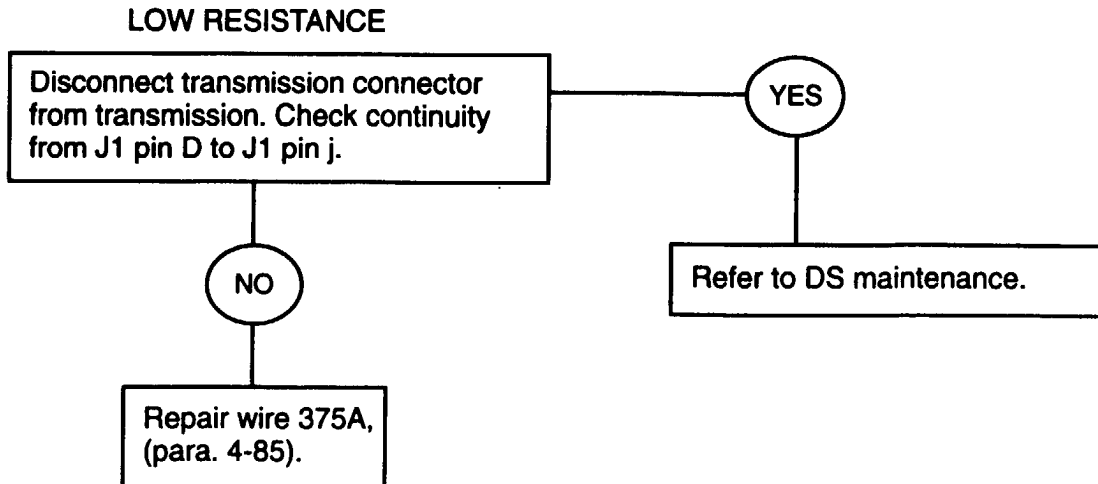 LOW RESISTANCE
Disconnect transmission connector
from transmission. Check continuity
from J1 pin D to J1 pin j.
YES
NO
Refer to DS maintenance.
Repair wire 375A,
(para. 4-85).